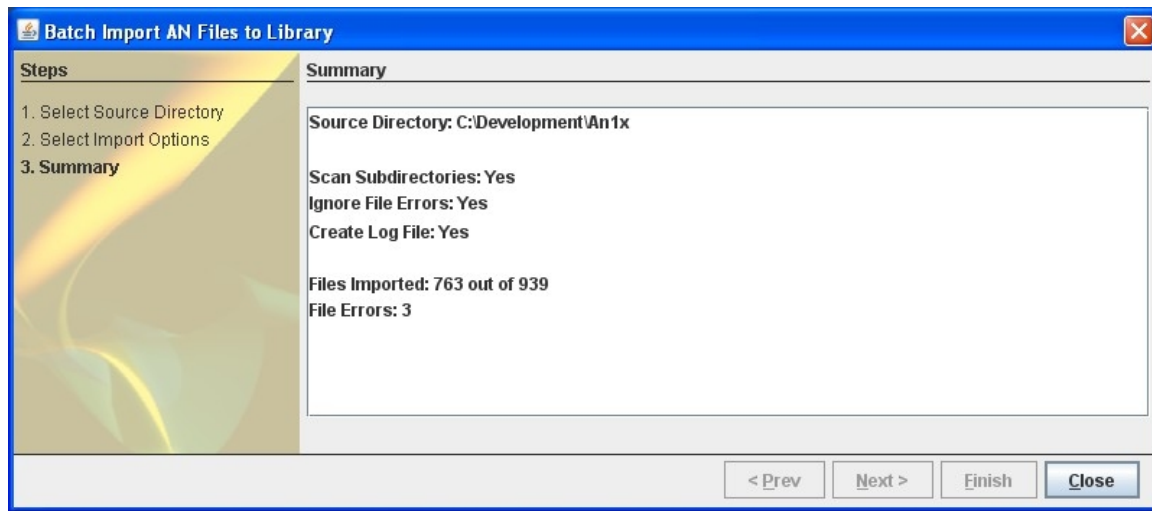 Batch Import AN Files to Library
Steps
1. Select Source Directory
2. Select Import Options
3. Summary
Summary
Source Directory: C:\Development\An1x
Scan Subdirectories: Yes
Ignore File Errors: Yes
Create Log File: Yes
Files Imported: 763 out of 939
File Errors: 3
< Prev
Next >
Finish
Close